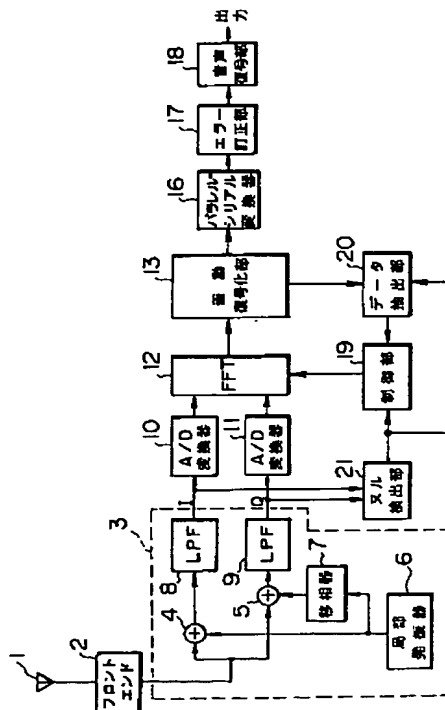 1
2
フロント
エンド
3
4
5
6
局部
発振器
7
移相器
8
LPF
9
LPF
I
Q
10
A/D
変換器
11
A/D
変換器
12
FFT
13
差動
復号化部
16
パラレル-
シリアル
変換器
17
エラー
訂正部
18
音声
復号部
出力
19
制御部
20
データ
抽出部
21
ヌル
検出部